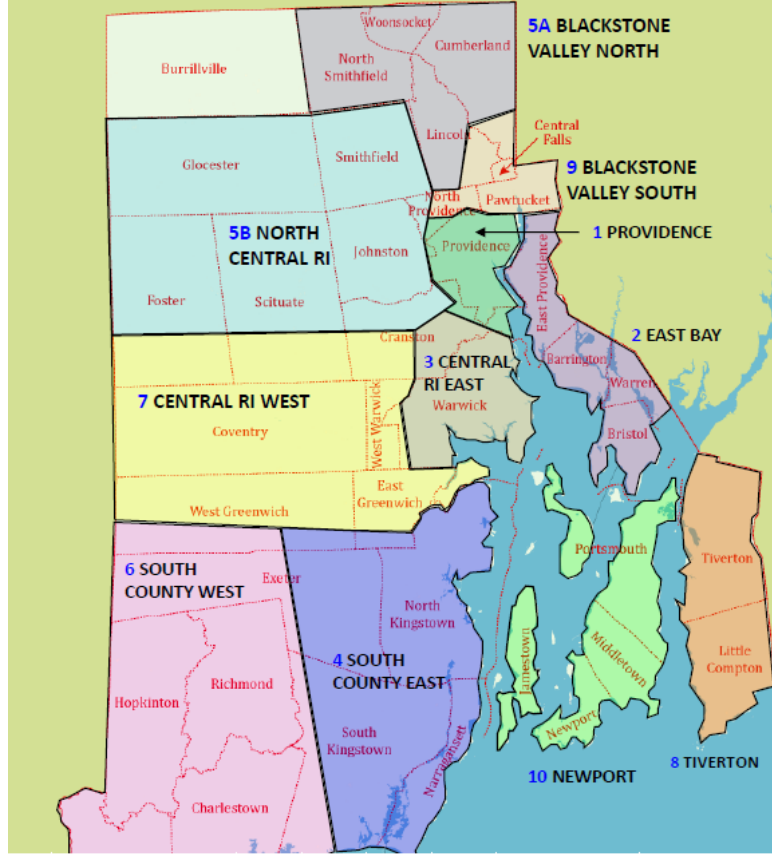 Woonsocket
5A BLACKSTONE
VALLEY NORTH
Cumberland
North
Smithfield
Burrillville
Lincoln
Central
Falls
Smithfield
Glocester
9 BLACKSTONE
VALLEY SOUTH
North
Providence
Pawtucket
5B NORTH
CENTRAL RI
Johnston
Providence
1 PROVIDENCE
Foster
Scituate
East Providence
2 EAST BAY
Cranston
3 CENTRAL
RI EAST
Barrington
Warren
7 CENTRAL RI WEST
Warwick
West Warwick
Coventry
Bristol
East
Greenwich
West Greenwich
Portsmouth
Tiverton
6 SOUTH
COUNTY WEST
Exeter
North
Kingstown
4 SOUTH
COUNTY EAST
Jamestown
Middletown
Little
Compton
Richmond
Hopkinton
South
Kingstown
Narragansett
Newport
10 NEWPORT
8 TIVERTON
Charlestown